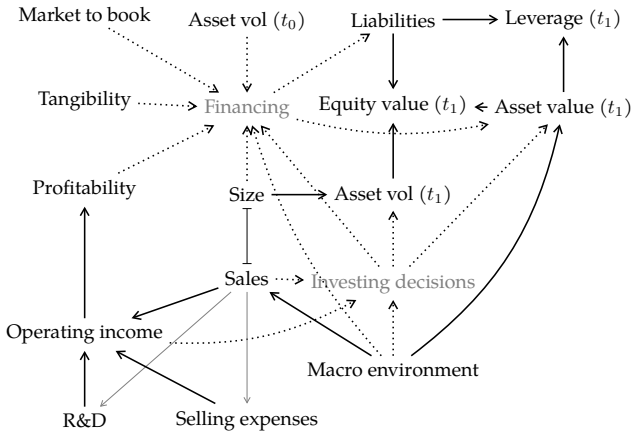 Market to book
Asset vol (t₀)
Liabilities
Leverage (t₁)
Tangibility
Financing
Equity value (t₁)
Asset value (t₁)
Profitability
Size
Asset vol (t₁)
Sales
Investing decisions
Operating income
Macro environment
R&D
Selling expenses